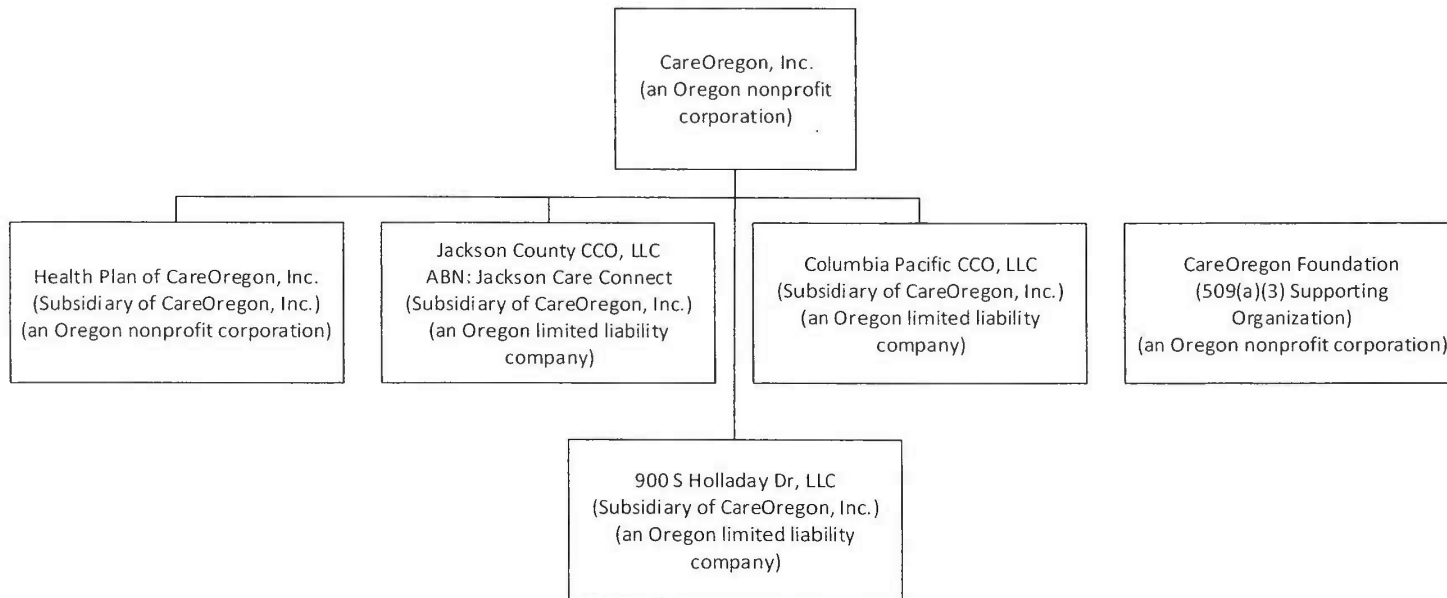 CareOregon, Inc.
(an Oregon nonprofit
corporation)
Health Plan of CareOregon, Inc.
(Subsidiary of CareOregon, Inc.)
(an Oregon nonprofit corporation)
Jackson County CCO, LLC
ABN: Jackson Care Connect
(Subsidiary of CareOregon, Inc.)
(an Oregon limited liability
company)
Columbia Pacific CCO, LLC
(Subsidiary of CareOregon, Inc.)
(an Oregon limited liability
company)
CareOregon Foundation
(509(a)(3) Supporting
Organization)
(an Oregon nonprofit corporation)
900 S Holladay Dr, LLC
(Subsidiary of CareOregon, Inc.)
(an Oregon limited liability
company)